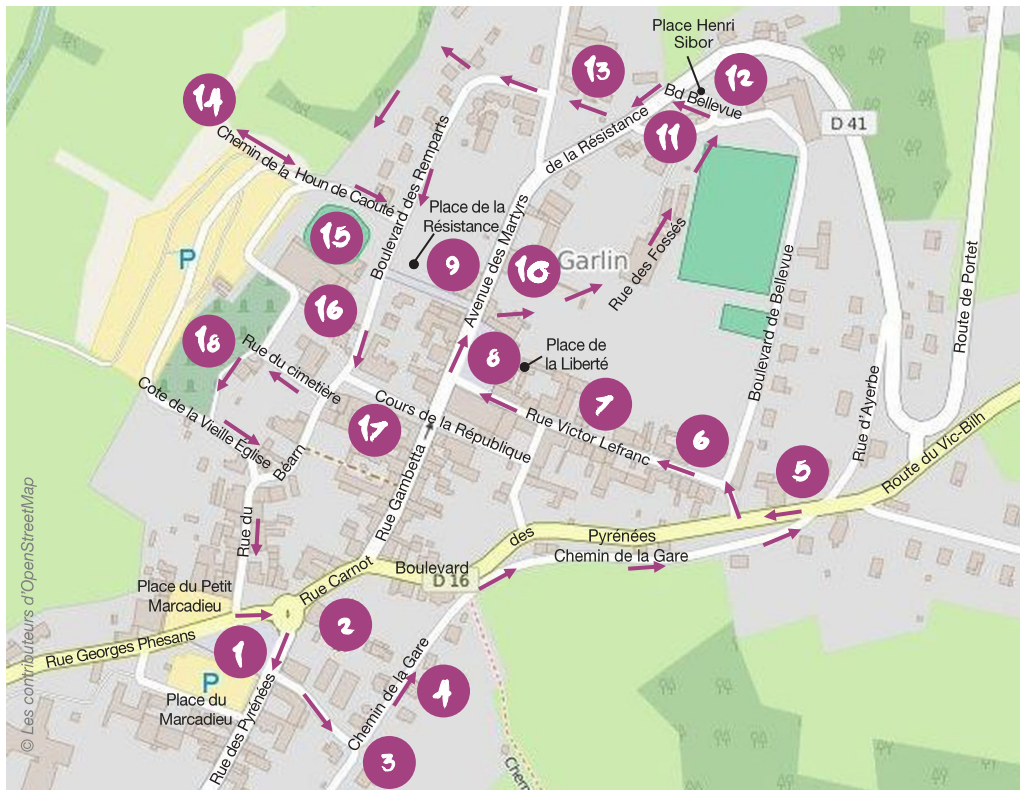 Place Henri
Sibor
13
12
14
Bd Bellevue
D 41
11
de la Résistance
Chemin de la Houn de Caouté
Boulevard des Remparts
Place de la
Résistance
15
9
10
Garlin
Avenue des Martyrs
Rue des Fossés
Boulevard de Bellevue
Route de Portet
P
16
18
8
Place de
la Liberté
Rue du cimetière
7
Rue d'Ayerbe
Cote de la Vieille Eglise
Cours de la République
17
Rue Victor Lefranc
6
5
Route du Vic-Bilh
Rue du Béarn
Rue Gambetta
Boulevard des Pyrénées
Chemin de la Gare
D 16
Rue Carnot
Place du Petit
Marcadieu
2
Rue Georges Phesans
1
P
Place du
Marcadieu
Rue des Pyrénées
Chemin de la Gare
4
3
Chem
© Les contributeurs d'OpenStreetMap